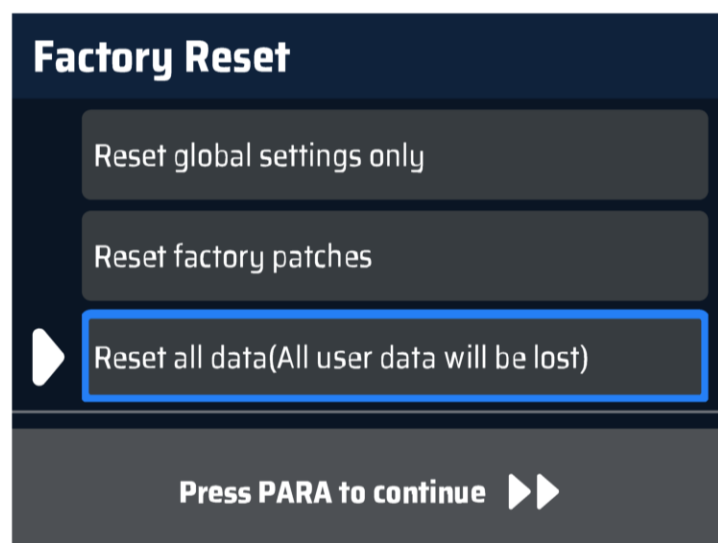 Factory Reset
Reset global settings only
Reset factory patches
Reset all data(All user data will be lost)
Press PARA to continue